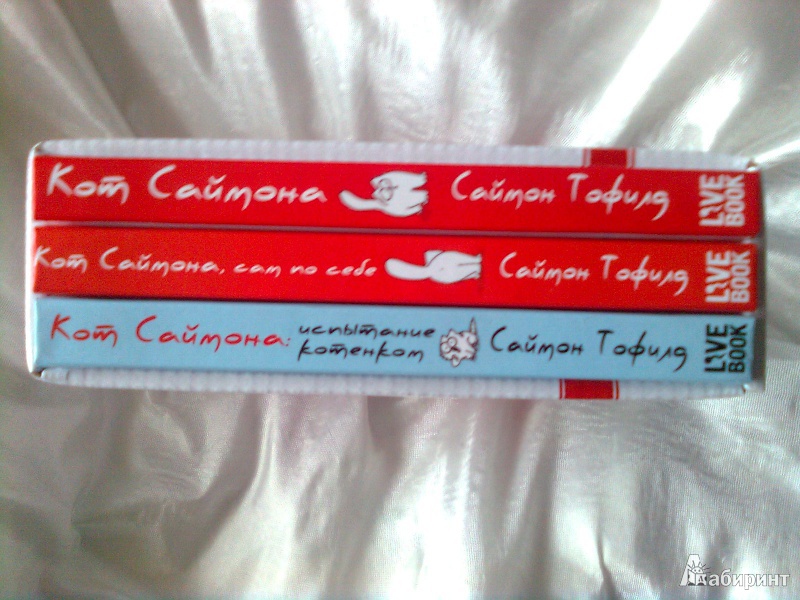 Кот Саймона Саймон Тофилд LIVE BOOK
Кот Саймона, сам по себе Саймон Тофилд LIVE BOOK
Кот Саймона: испытание котенком Саймон Тофилд LIVE BOOK
Лабиринт